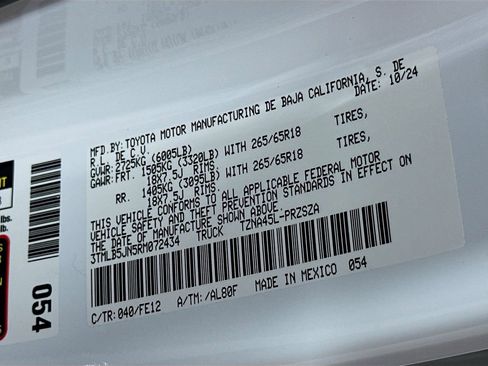 MFD.BY: TOYOTA MOTOR MANUFACTURING DE BAJA CALIFORNIA, S. DE
R.L. DE C.V. DATE: 10/24
GVWR: 2725KG (6005LB)
GAWR: FRT. 1505KG (3320LB) WITH 265/65R18 TIRES,
18X7.5J RIMS
RR. 1405KG (3095LB) WITH 265/65R18 TIRES,
18X7.5J RIMS
THIS VEHICLE CONFORMS TO ALL APPLICABLE FEDERAL MOTOR
VEHICLE SAFETY AND THEFT PREVENTION STANDARDS IN EFFECT ON
THE DATE OF MANUFACTURE SHOWN ABOVE
3TMLB5JN5RM072434 TRUCK TZNA45L-PRZSZA
C/TR: 040/FE12 A/TM: /AL80F MADE IN MEXICO 054
054
lbs.
lb.